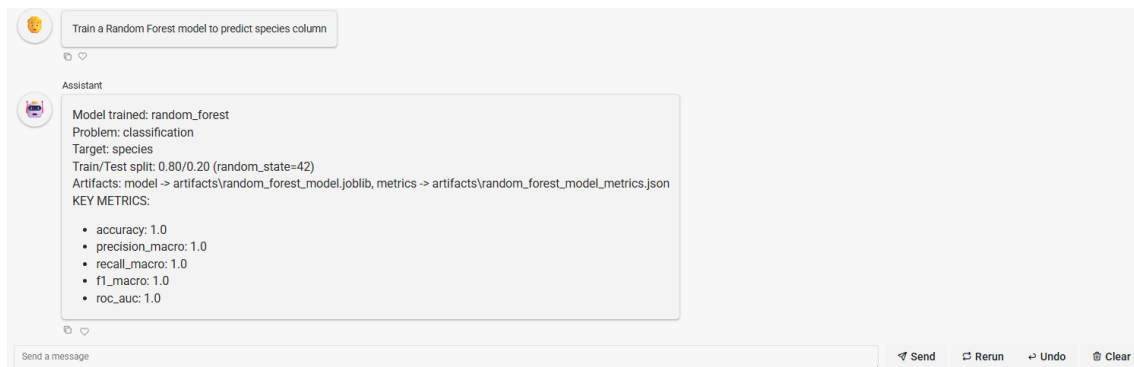 Train a Random Forest model to predict species column
Assistant
Model trained: random_forest
Problem: classification
Target: species
Train/Test split: 0.80/0.20 (random_state=42)
Artifacts: model -> artifacts\random_forest_model.joblib, metrics -> artifacts\random_forest_model_metrics.json
KEY METRICS:
• accuracy: 1.0
• precision_macro: 1.0
• recall_macro: 1.0
• f1_macro: 1.0
• roc_auc: 1.0
Send a message
Send Rerun Undo Clear